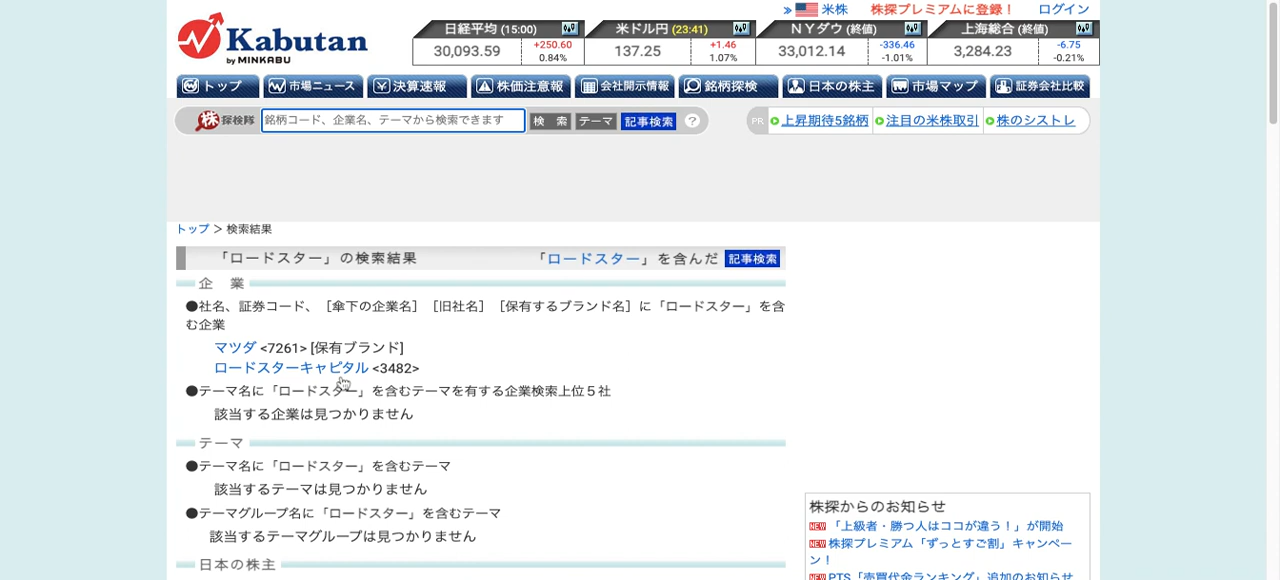 ≫ 米株 株探プレミアムに登録！ ログイン
Kabutan
by MINKABU
日経平均 (15:00) 米ドル円 (23:41) ＮＹダウ (終値) 上海総合 (終値)
30,093.59 +250.60 0.84% 137.25 +1.46 1.07% 33,012.14 -336.46 -1.01% 3,284.23 -6.75 -0.21%
トップ 市場ニュース 決算速報 株価注意報 会社開示情報 銘柄探検 日本の株主 市場マップ 証券会社比較
株探検隊 銘柄コード、企業名、テーマから検索できます 検 索 テーマ 記事検索 ? PR 上昇期待5銘柄 注目の米株取引 株のシストレ
トップ > 検索結果
「ロードスター」の検索結果 「ロードスター」を含んだ 記事検索
企 業
●社名、証券コード、［傘下の企業名］［旧社名］［保有するブランド名］に「ロードスター」を含
む企業
マツダ <7261> [保有ブランド]
ロードスターキャピタル <3482>
●テーマ名に「ロードスター」を含むテーマを有する企業検索上位５社
該当する企業は見つかりません
テーマ
●テーマ名に「ロードスター」を含むテーマ
該当するテーマは見つかりません
●テーマグループ名に「ロードスター」を含むテーマ
該当するテーマグループは見つかりません
日本の株主
株探からのお知らせ
NEW 「上級者・勝つ人はココが違う！」が開始
NEW 株探プレミアム「ずっとすご割」キャンペー
ン！
NEW PTS「売買代金ランキング」追加のお知らせ